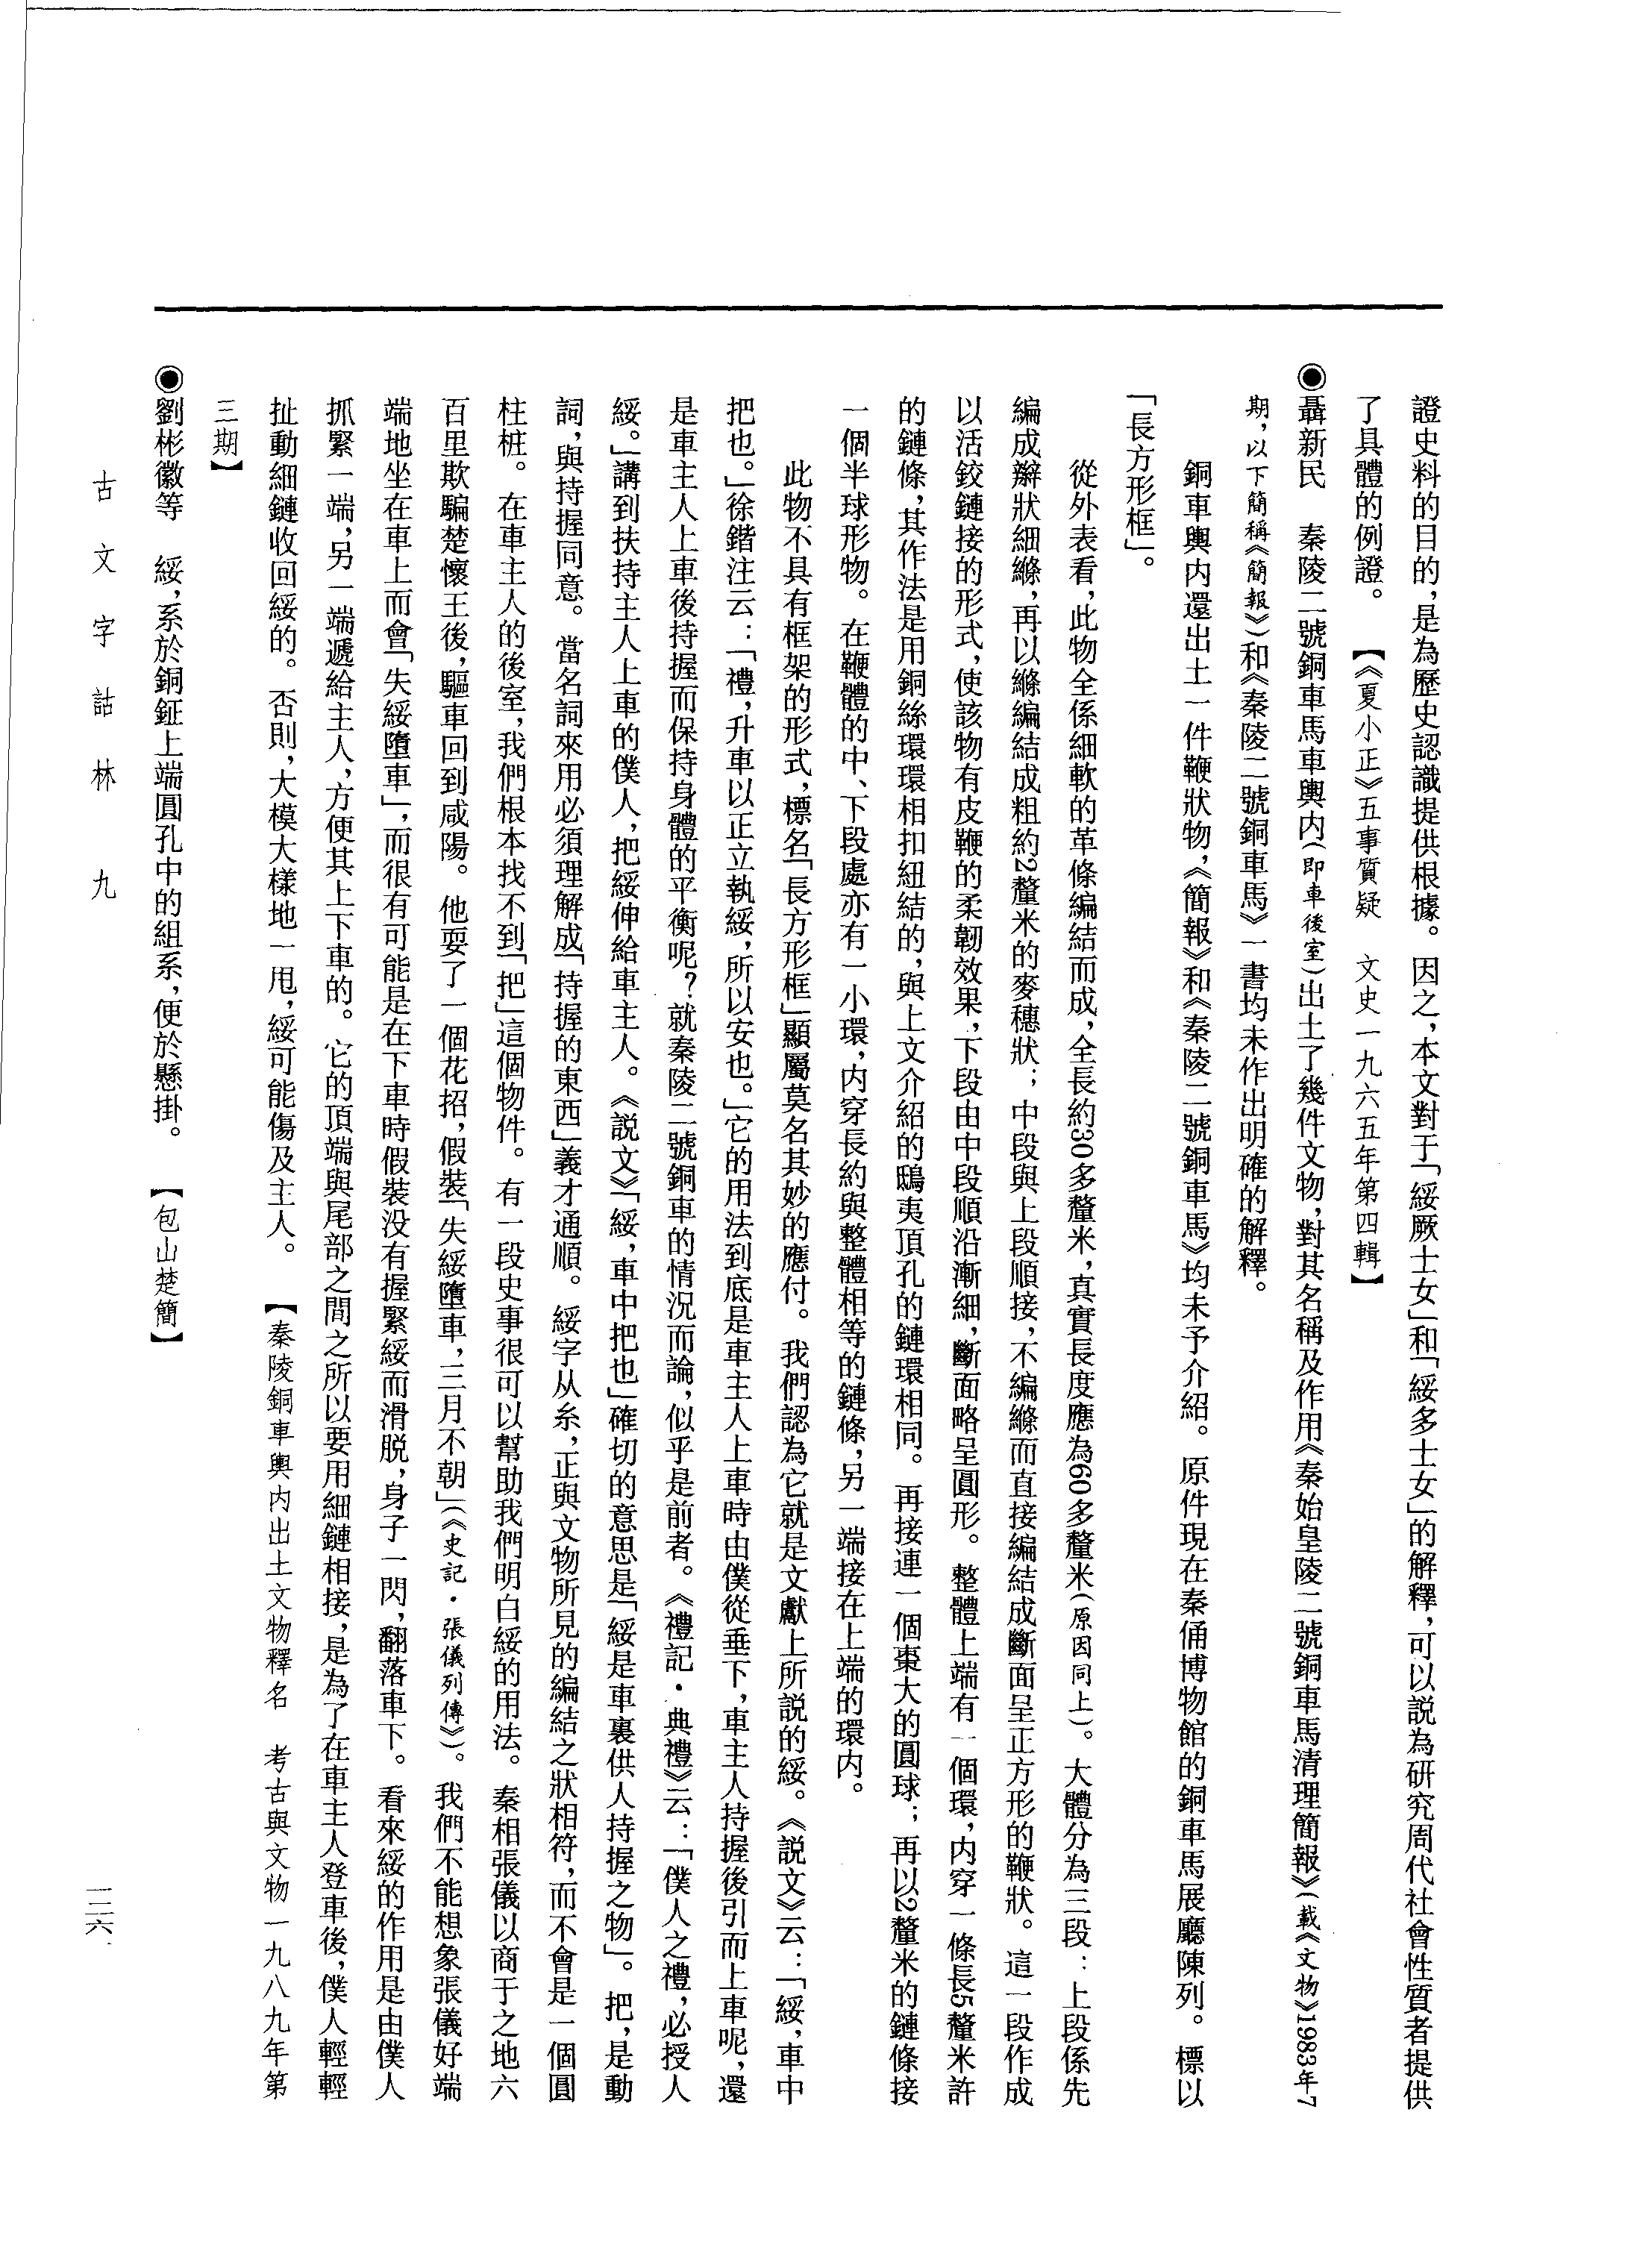 證史料的目的，是為歷史認識提供根據。因之，本文對于「綏厥士女」和「綏多士女」的解釋，可以説為研究周代社會性質者提供
了具體的例證。　【《夏小正》五事質疑　文史一九六五年第四輯】
◉聶新民　秦陵二號銅車馬車輿内（即車後室）出土了幾件文物，對其名稱及作用《秦始皇陵二號銅車馬清理簡報》（載《文物》1983年7
期，以下簡稱《簡報》）和《秦陵二號銅車馬》一書均未作出明確的解釋。
銅車輿内還出土一件鞭狀物，《簡報》和《秦陵二號銅車馬》均未予介紹。原件現在秦俑博物館的銅車馬展廳陳列。標以
「長方形框」。
從外表看，此物全係細軟的革條編結而成，全長約30多釐米，真實長度應為60多釐米（原因同上）。大體分為三段：上段係先
編成辮狀細縧，再以縧編結成粗約2釐米的麥穗狀；中段與上段順接，不編縧而直接編結成斷面呈正方形的鞭狀。這一段作成
以活鉸鏈接的形式，使該物有皮鞭的柔韌效果，下段由中段順沿漸細，斷面略呈圓形。整體上端有一個環，内穿一條長5釐米許
的鏈條，其作法是用銅絲環環相扣紐結的，與上文介紹的鴟夷頂孔的鏈環相同。再接連一個棗大的圓球；再以2釐米的鏈條接
一個半球形物。在鞭體的中、下段處亦有一小環，内穿長約與整體相等的鏈條，另一端接在上端的環内。
此物不具有框架的形式，標名「長方形框」顯屬莫名其妙的應付。我們認為它就是文獻上所説的綏。《説文》云：「綏，車中
把也。」徐鍇注云：「禮，升車以正立執綏，所以安也。」它的用法到底是車主人上車時由僕從垂下，車主人持握後引而上車呢，還
是車主人上車後持握而保持身體的平衡呢？就秦陵二號銅車的情況而論，似乎是前者。《禮記·典禮》云：「僕人之禮，必授人
綏。」講到扶持主人上車的僕人，把綏伸給車主人。《説文》「綏，車中把也」確切的意思是「綏是車裏供人持握之物」。把，是動
詞，與持握同意。當名詞來用必須理解成「持握的東西」義才通順。綏字从糸，正與文物所見的編結之狀相符，而不會是一個圓
柱桩。在車主人的後室，我們根本找不到「把」這個物件。有一段史事很可以幫助我們明白綏的用法。秦相張儀以商于之地六
百里欺騙楚懷王後，驅車回到咸陽。他耍了一個花招，假裝「失綏墮車，三月不朝」（《史記·張儀列傳》）。我們不能想象張儀好端
端地坐在車上而會「失綏墮車」，而很有可能是在下車時假裝没有握緊綏而滑脱，身子一閃，翻落車下。看來綏的作用是由僕人
抓緊一端，另一端遞給主人，方便其上下車的。它的頂端與尾部之間之所以要用細鏈相接，是為了在車主人登車後，僕人輕輕
扯動細鏈收回綏的。否則，大模大樣地一甩，綏可能傷及主人。　【秦陵銅車輿内出土文物釋名　考古與文物一九八九年第
三期】
◉劉彬徽等　綏，系於銅鉦上端圓孔中的組系，便於懸掛。　【包山楚簡】
古文字詁林　九
一二六